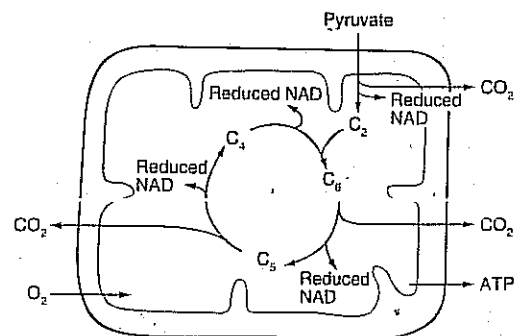 Pyruvate
CO₂
Reduced
NAD
Reduced NAD
C₂
C₄
C₆
Reduced
NAD
CO₂
CO₂
C₅
Reduced
NAD
O₂
ATP